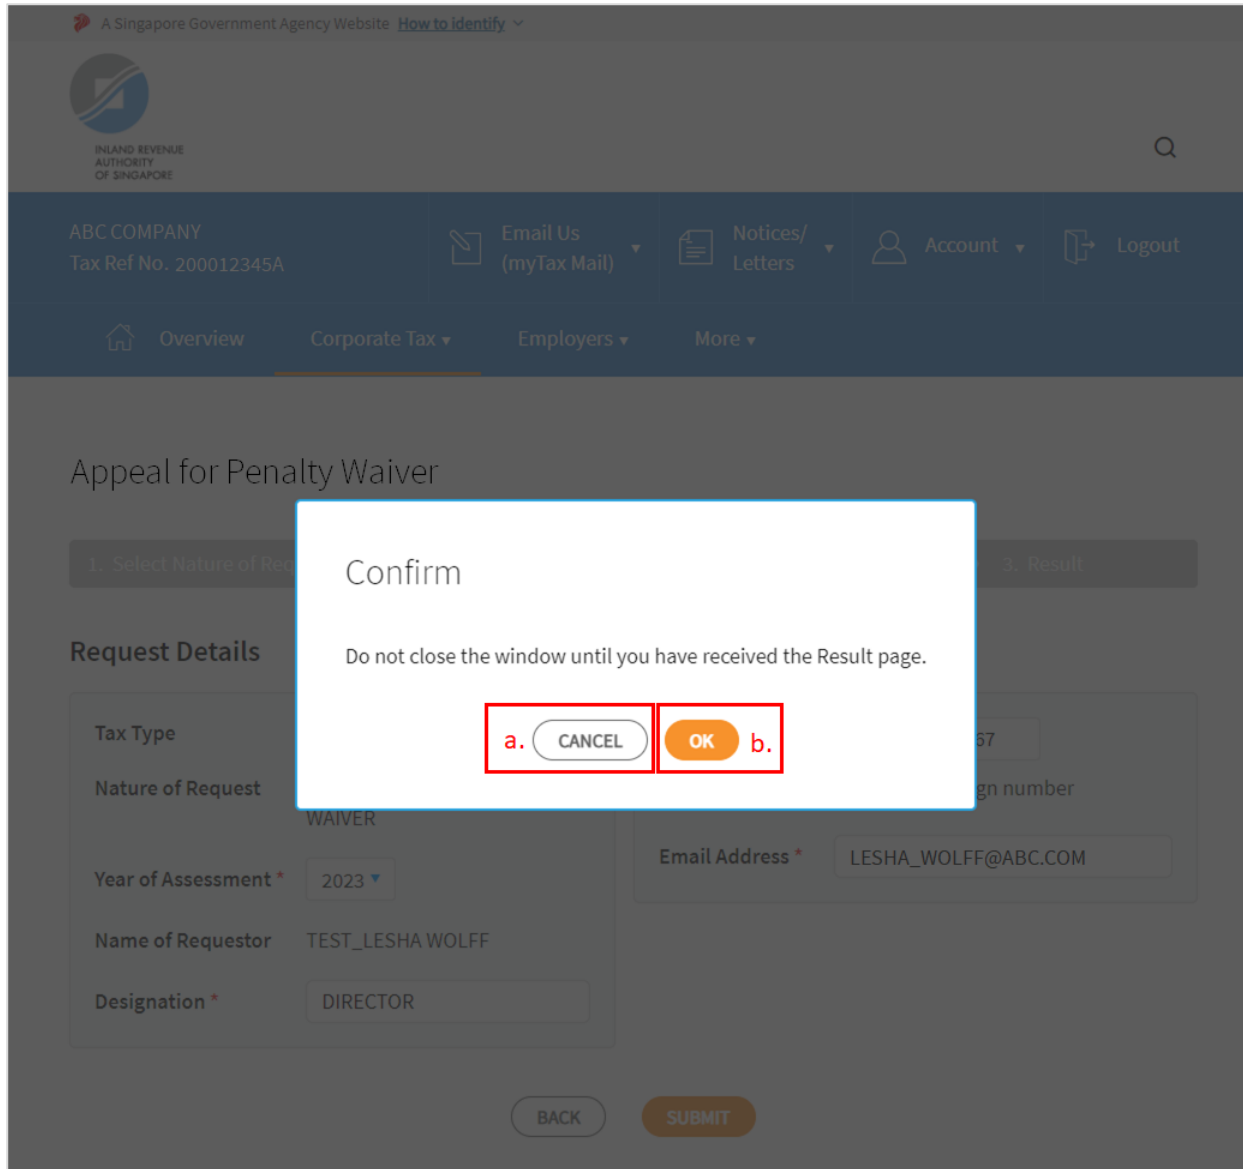 A Singapore Government Agency Website How to identify
INLAND REVENUE
AUTHORITY
OF SINGAPORE
ABC COMPANY
Tax Ref No. 200012345A
Email Us
(myTax Mail)
Notices/
Letters
Account
Logout
Overview
Corporate Tax
Employers
More
Appeal for Penalty Waiver
1. Select Nature of
3. Result
Confirm
Do not close the window until you have received the Result page.
a. CANCEL
OK b.
Request Details
Tax Type
67
Nature of Request
WAIVER
number
Email Address *
LESHA_WOLFF@ABC.COM
Year of Assessment *
2023
Name of Requestor
TEST_LESHA WOLFF
Designation *
DIRECTOR
BACK
SUBMIT